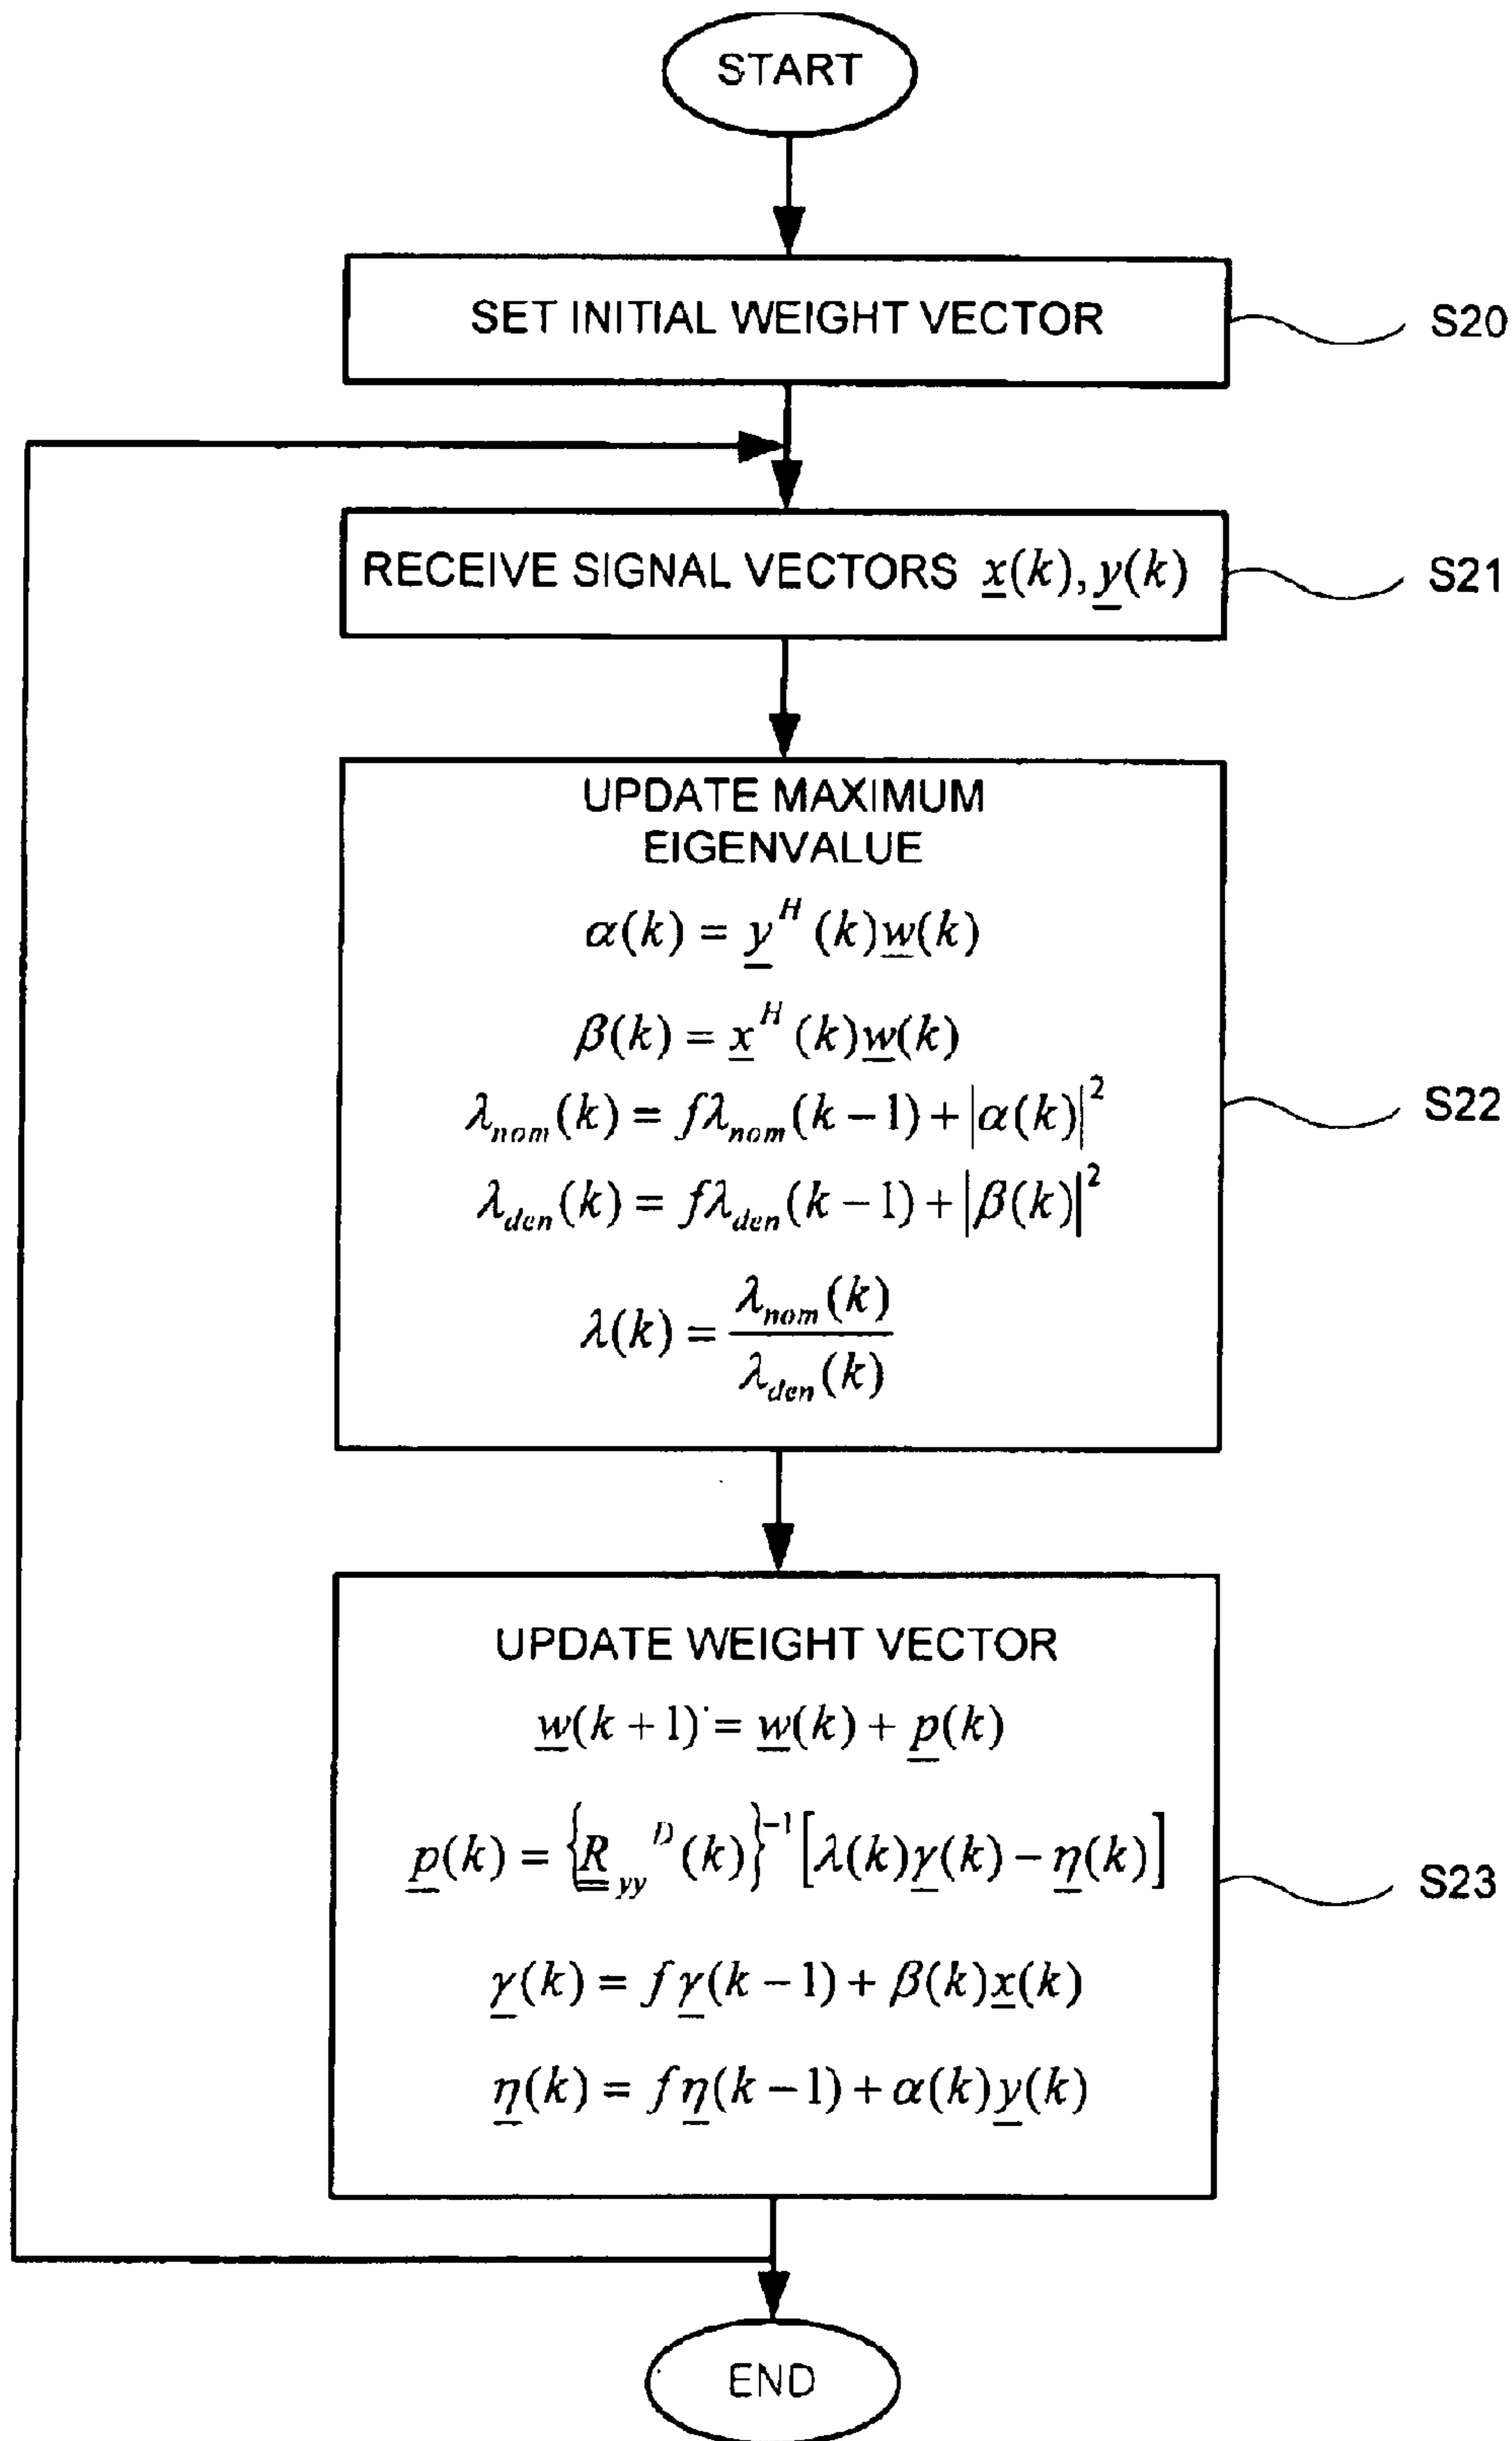 START
SET INITIAL WEIGHT VECTOR
S20
RECEIVE SIGNAL VECTORS x(k), y(k)
S21
UPDATE MAXIMUM
EIGENVALUE
α(k) = y^H (k)w(k)
β(k) = x^H (k)w(k)
λ_nom(k) = fλ_nom(k − 1) + |α(k)|^2
λ_den(k) = fλ_den(k − 1) + |β(k)|^2
λ(k) = λ_nom(k) / λ_den(k)
S22
UPDATE WEIGHT VECTOR
w(k + 1) = w(k) + p(k)
p(k) = {R_yy^D(k)}^-1 [λ(k)γ(k) − η(k)]
γ(k) = fγ(k − 1) + β(k)x(k)
η(k) = fη(k − 1) + α(k)y(k)
S23
END